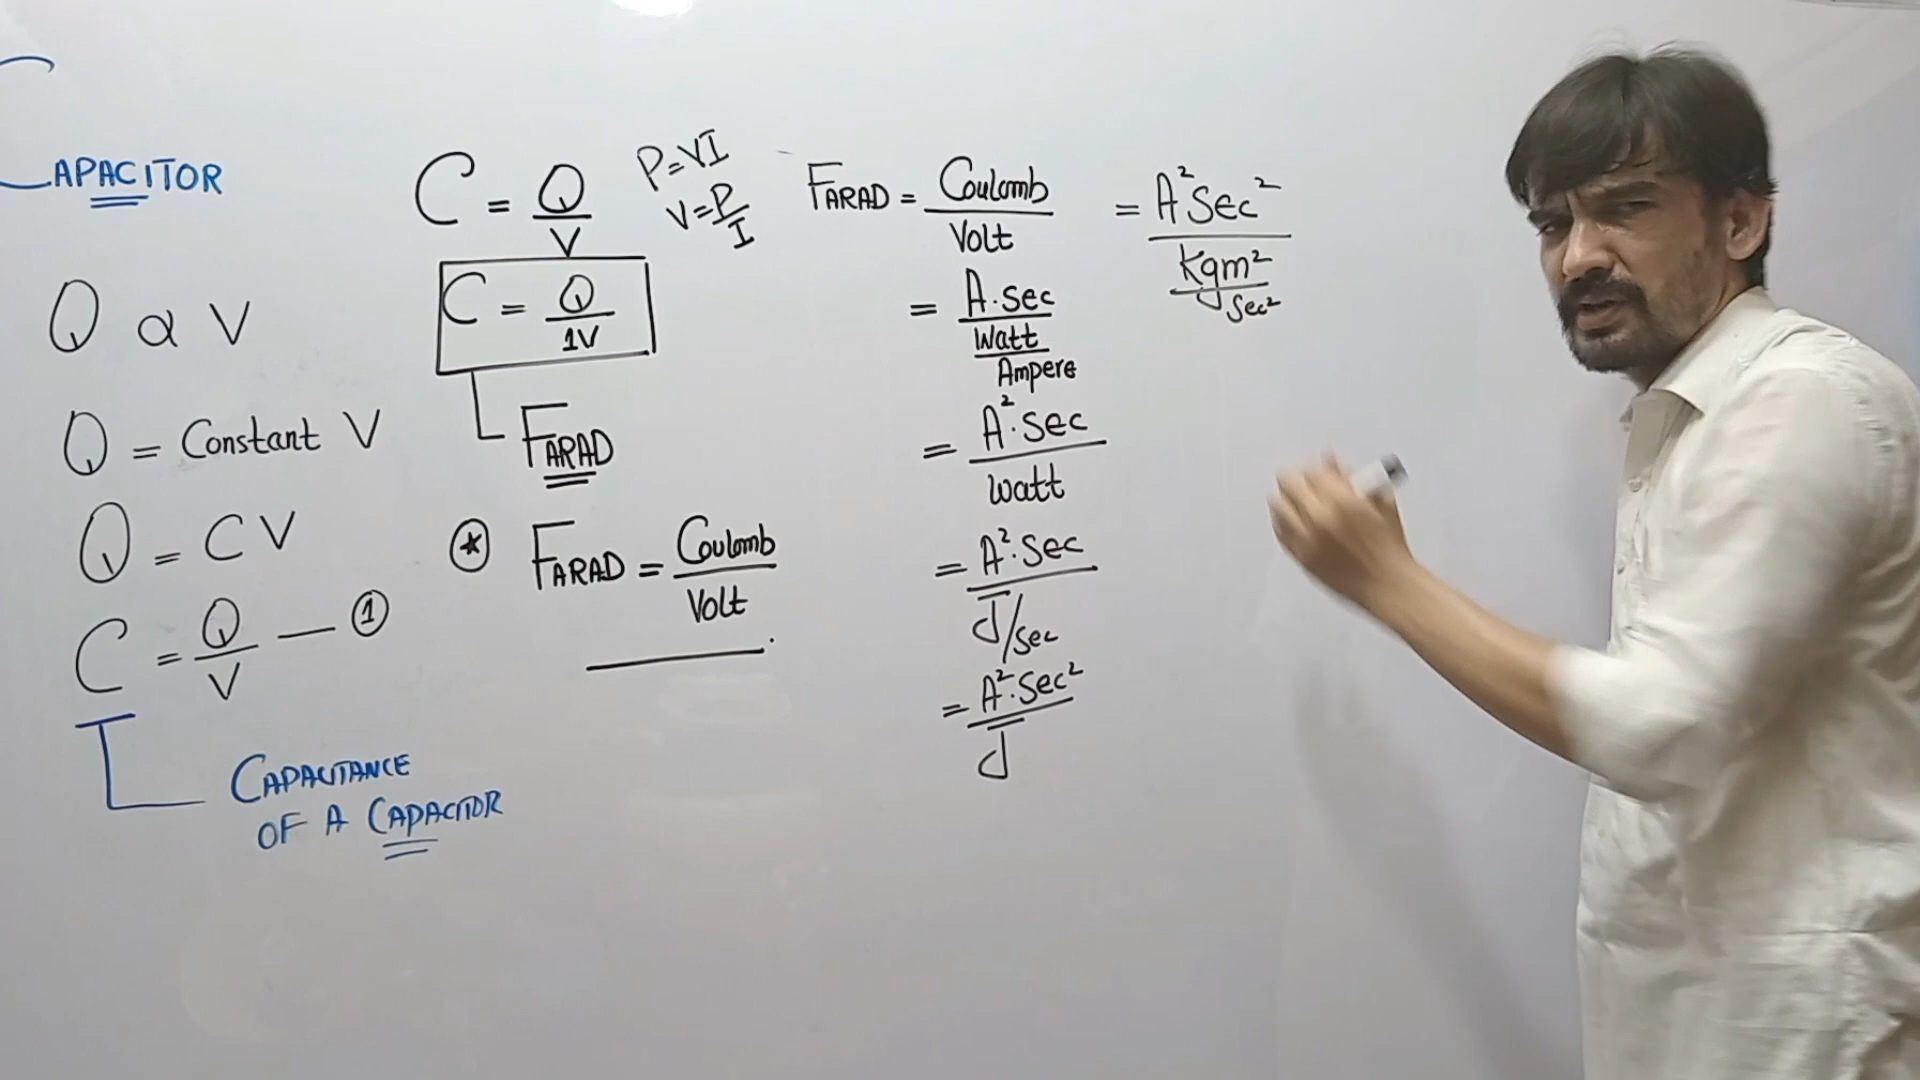 CAPACITOR
Q α V
Q = Constant V
Q = CV
C = Q/V — ①
CAPACITANCE
OF A CAPACITOR
C = Q/V
C = Q/1V
FARAD
⊛ FARAD = Coulomb/Volt
P=VI
V=P/I
FARAD = Coulomb/Volt
= A·Sec/(Watt/Ampere)
= A²·Sec/Watt
= A²·Sec/(J/Sec)
= A²·Sec²/J
= A²Sec²/(Kgm²/Sec²)